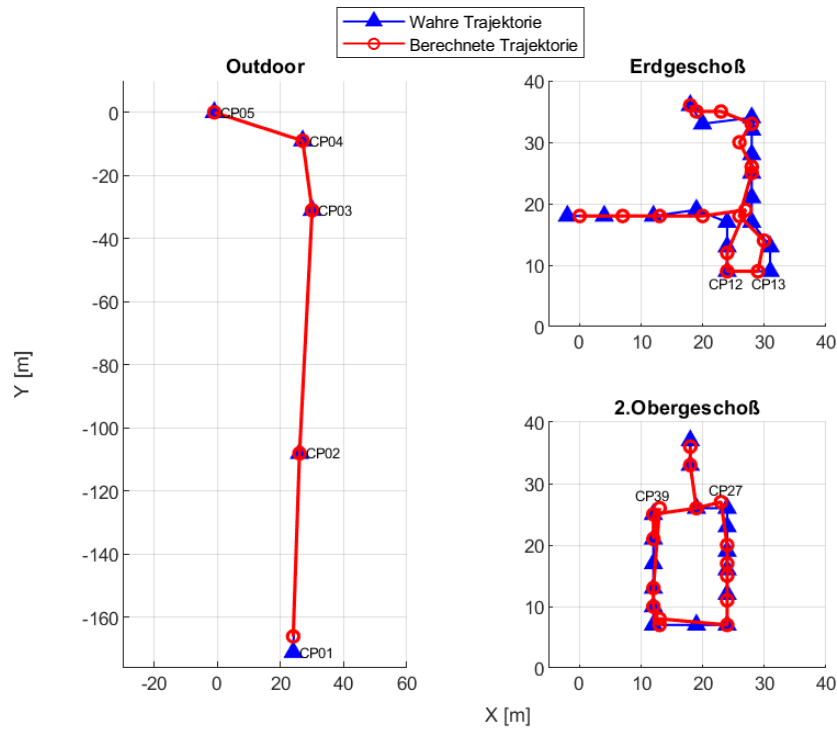 Wahre Trajektorie
Berechnete Trajektorie
Outdoor
0
-20
-40
-60
-80
-100
-120
-140
-160
-20
0
20
40
60
CP05
CP04
CP03
CP02
CP01
Y [m]
Erdgeschoß
40
30
20
10
0
0
10
20
30
40
CP12
CP13
2.Obergeschoß
40
30
20
10
0
0
10
20
30
40
CP39
CP27
X [m]